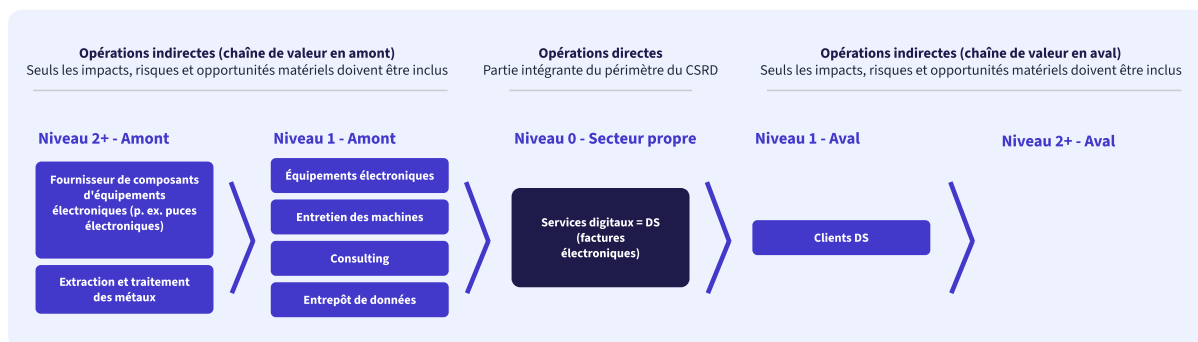 Opérations indirectes (chaîne de valeur en amont)
Seuls les impacts, risques et opportunités matériels doivent être inclus
Opérations directes
Partie intégrante du périmètre du CSRD
Opérations indirectes (chaîne de valeur en aval)
Seuls les impacts, risques et opportunités matériels doivent être inclus
Niveau 2+ - Amont
Fournisseur de composants
d'équipements
électroniques (p. ex. puces
électroniques)
Extraction et traitement
des métaux
Niveau 1 - Amont
Équipements électroniques
Entretien des machines
Consulting
Entrepôt de données
Niveau 0 - Secteur propre
Services digitaux = DS
(factures
électroniques)
Niveau 1 - Aval
Clients DS
Niveau 2+ - Aval